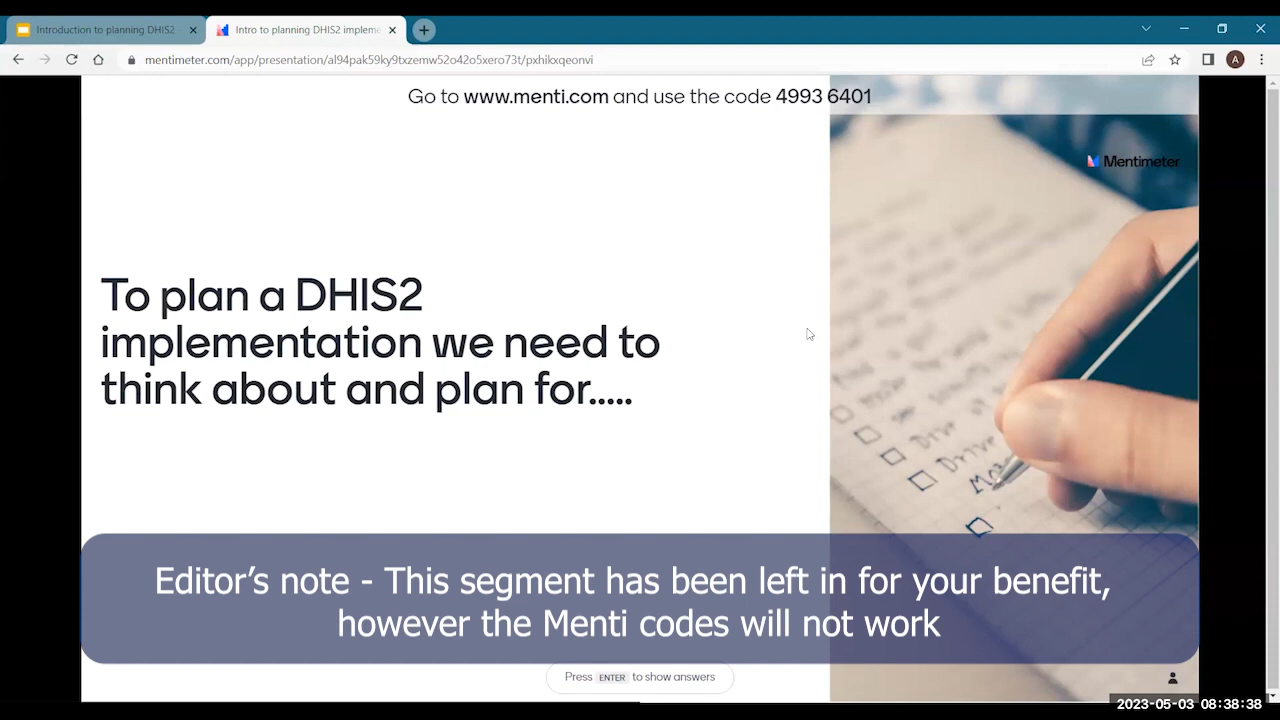 Introduction to planning DHIS2
Intro to planning DHIS2 impleme
mentimeter.com/app/presentation/al94pak59ky9txzemw52o42o5xero73t/pxhikxqeonvi
A
Go to www.menti.com and use the code 4993 6401
Mentimeter
To plan a DHIS2
implementation we need to
think about and plan for.....
Editor's note - This segment has been left in for your benefit,
however the Menti codes will not work
Press ENTER to show answers
2023-05-03 08:38:38